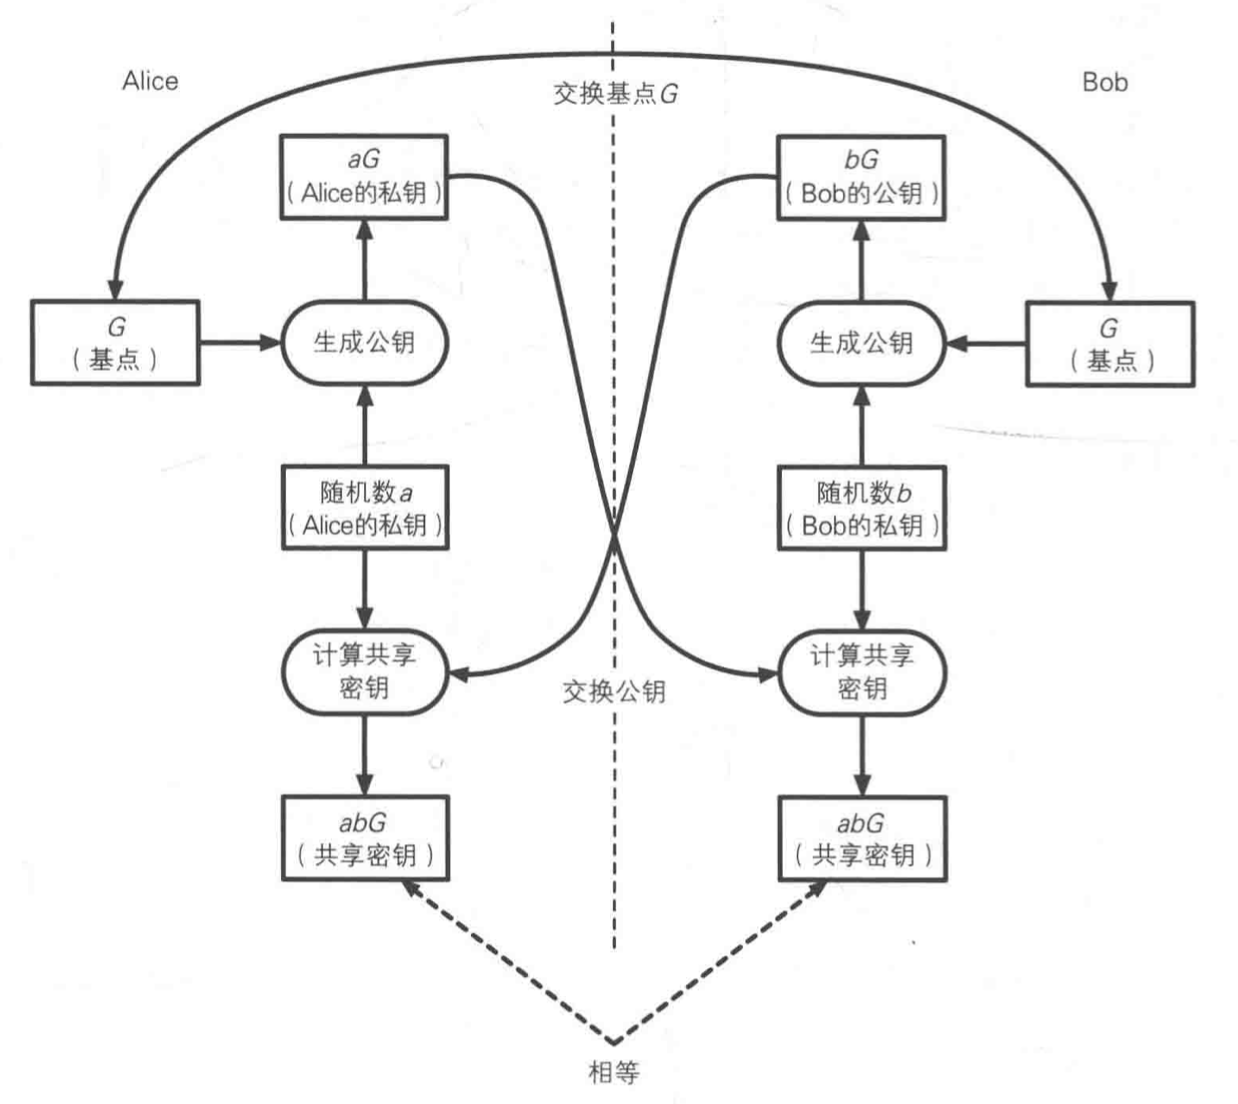 Alice
Bob
交换基点G
aG
（Alice的私钥）
bG
（Bob的公钥）
G
（基点）
生成公钥
生成公钥
G
（基点）
随机数a
（Alice的私钥）
随机数b
（Bob的私钥）
计算共享
密钥
计算共享
密钥
交换公钥
abG
（共享密钥）
abG
（共享密钥）
相等